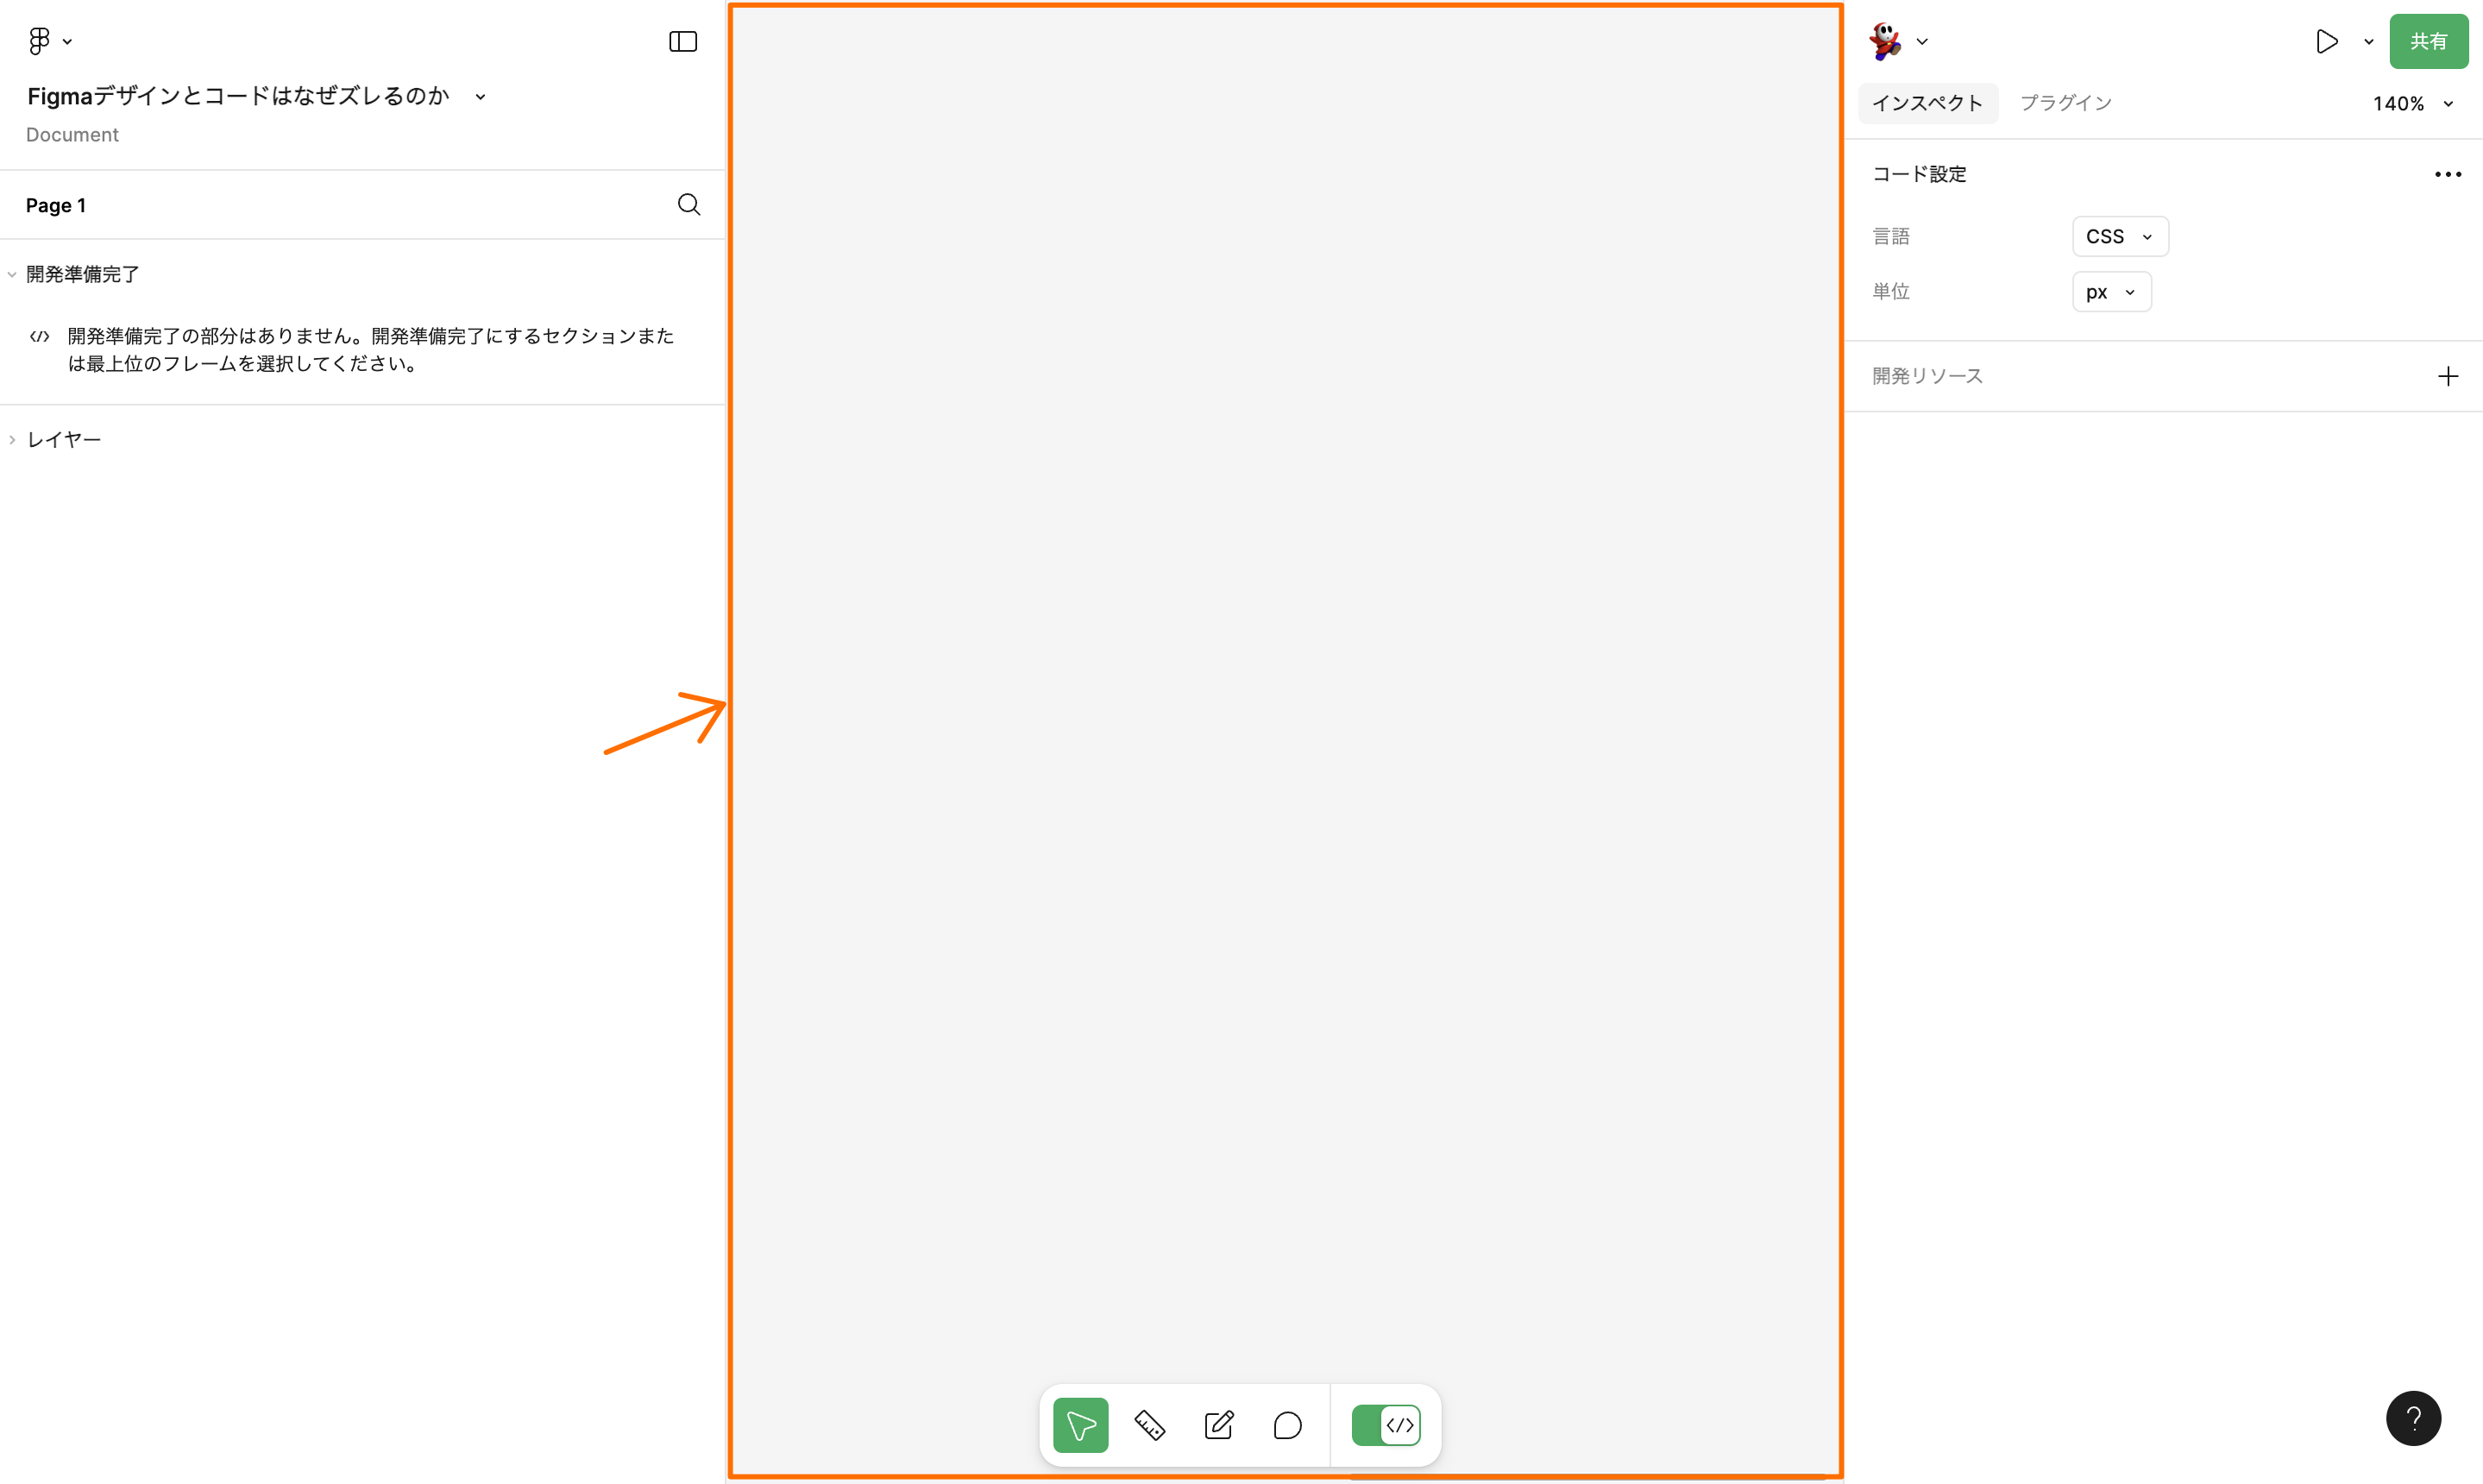 Figmaデザインとコードはなぜズレるのか
Document
Page 1
開発準備完了
開発準備完了の部分はありません。開発準備完了にするセクションまた
は最上位のフレームを選択してください。
レイヤー
共有
インスペクト
プラグイン
140%
コード設定
言語
CSS
単位
px
開発リソース